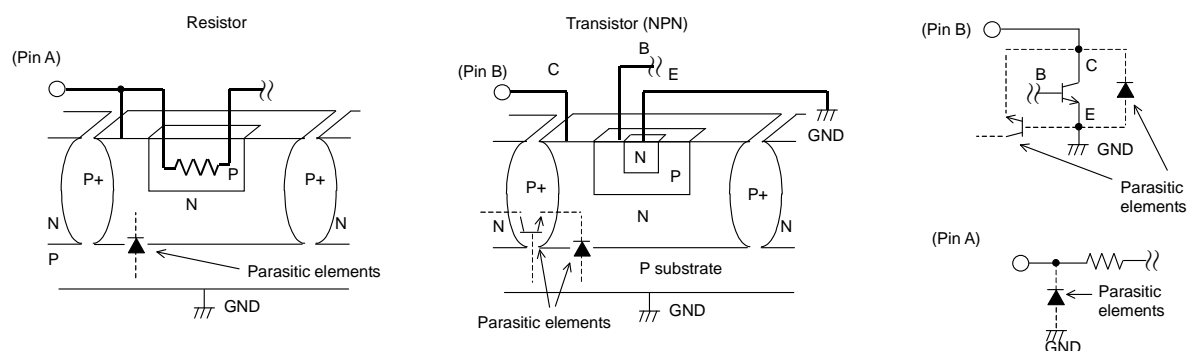 Resistor
(Pin A)
P+
P
P+
N
N
N
P
Parasitic elements
GND
Transistor (NPN)
B
(Pin B)
C
E
GND
N
P
P+
P+
N
N
N
P substrate
Parasitic elements
GND
(Pin B)
C
B
E
GND
Parasitic
elements
(Pin A)
Parasitic
elements
GND